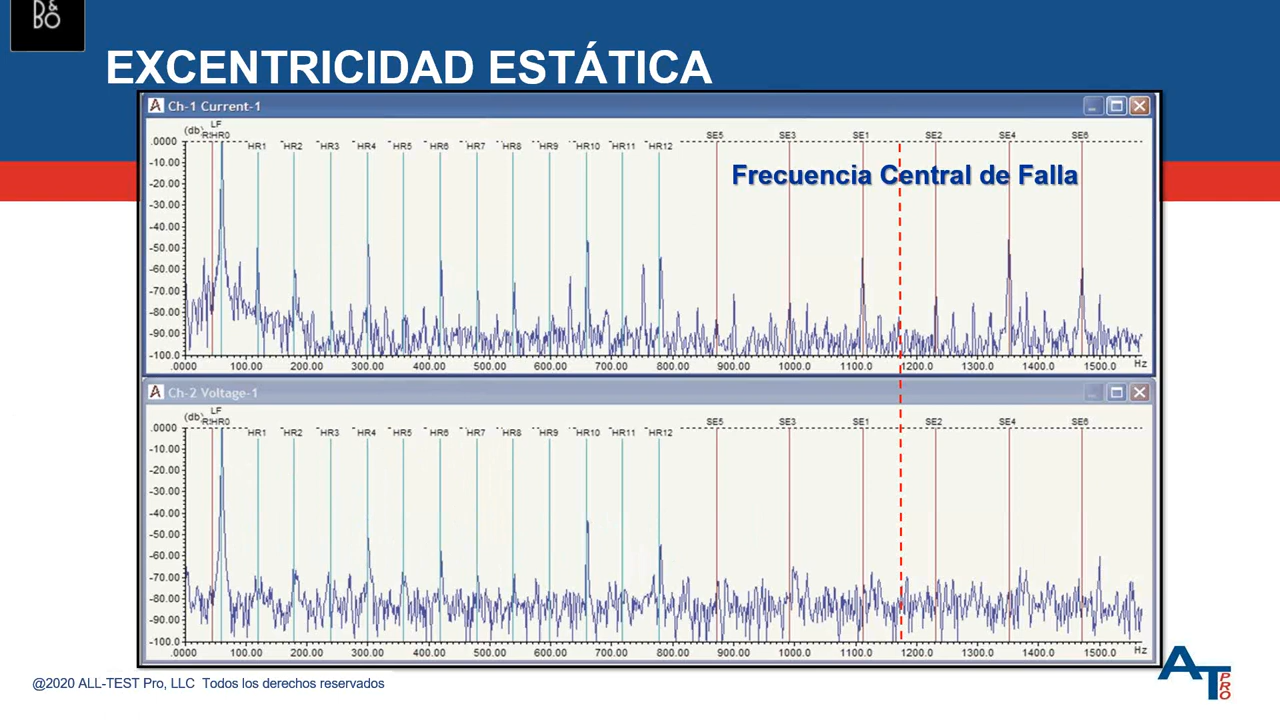 D&
BO
EXCENTRICIDAD ESTÁTICA
Ch-1 Current-1
(db)
LF
HR0 HR1 HR2 HR3 HR4 HR5 HR6 HR7 HR8 HR9 HR10 HR11 HR12 SE5 SE3 SE1 SE2 SE4 SE6
Frecuencia Central de Falla
.0000
-10.00
-20.00
-30.00
-40.00
-50.00
-60.00
-70.00
-80.00
-90.00
-100.0
.0000 100.00 200.00 300.00 400.00 500.00 600.00 700.00 800.00 900.00 1000.0 1100.0 1200.0 1300.0 1400.0 1500.0 Hz
Ch-2 Voltage-1
(db)
LF
HR0 HR1 HR2 HR3 HR4 HR5 HR6 HR7 HR8 HR9 HR10 HR11 HR12 SE5 SE3 SE1 SE2 SE4 SE6
.0000
-10.00
-20.00
-30.00
-40.00
-50.00
-60.00
-70.00
-80.00
-90.00
-100.0
.0000 100.00 200.00 300.00 400.00 500.00 600.00 700.00 800.00 900.00 1000.0 1100.0 1200.0 1300.0 1400.0 1500.0 Hz
@2020 ALL-TEST Pro, LLC Todos los derechos reservados
AT
PRO